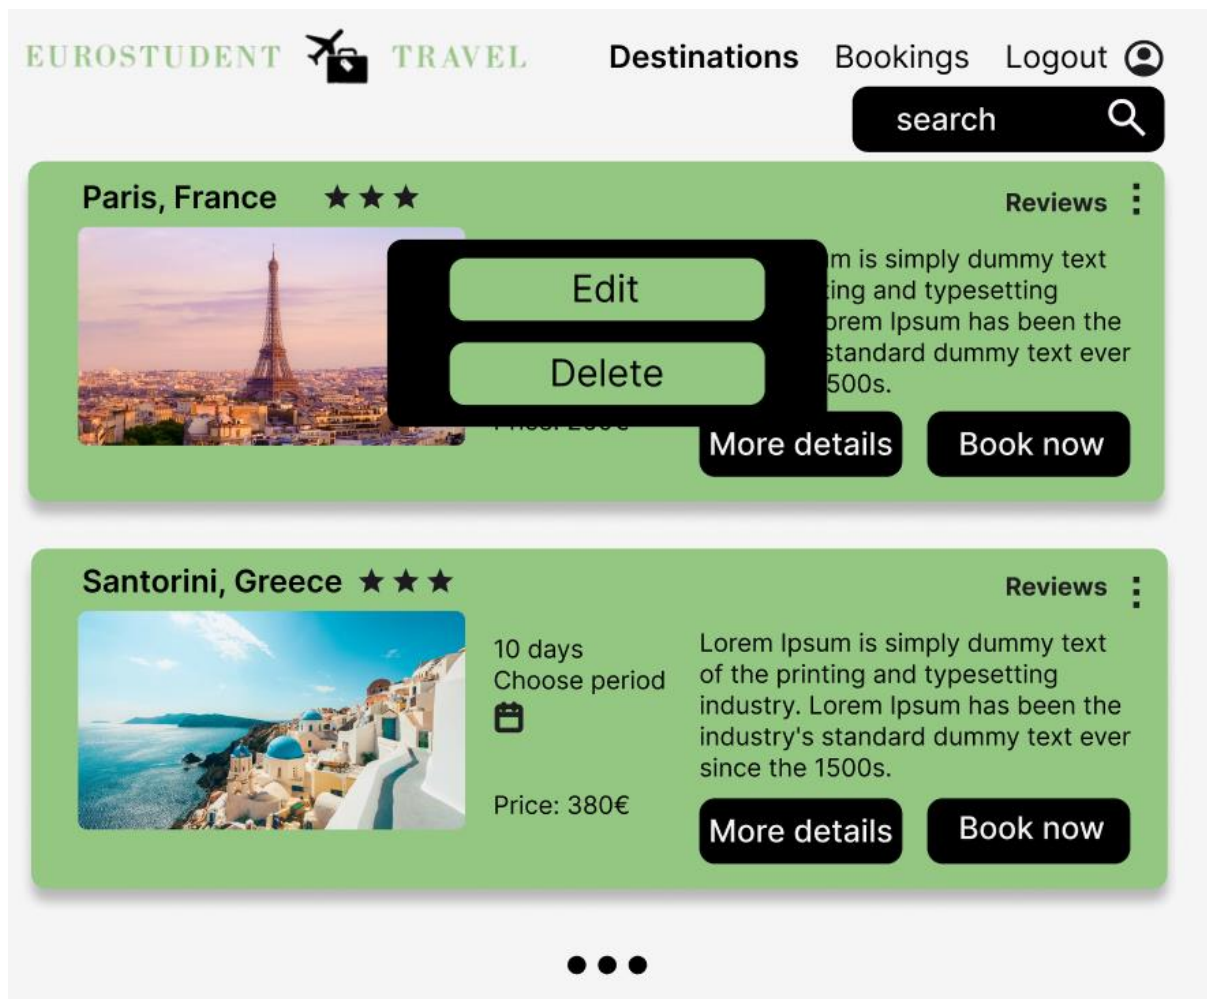 EUROSTUDENT TRAVEL
Destinations Bookings Logout
search
Paris, France
Reviews
Edit
Delete
is simply dummy text
and typesetting
Ipsum has been the
standard dummy text ever
1500s.
More details
Book now
Santorini, Greece
Reviews
10 days
Choose period
Price: 380€
Lorem Ipsum is simply dummy text
of the printing and typesetting
industry. Lorem Ipsum has been the
industry's standard dummy text ever
since the 1500s.
More details
Book now